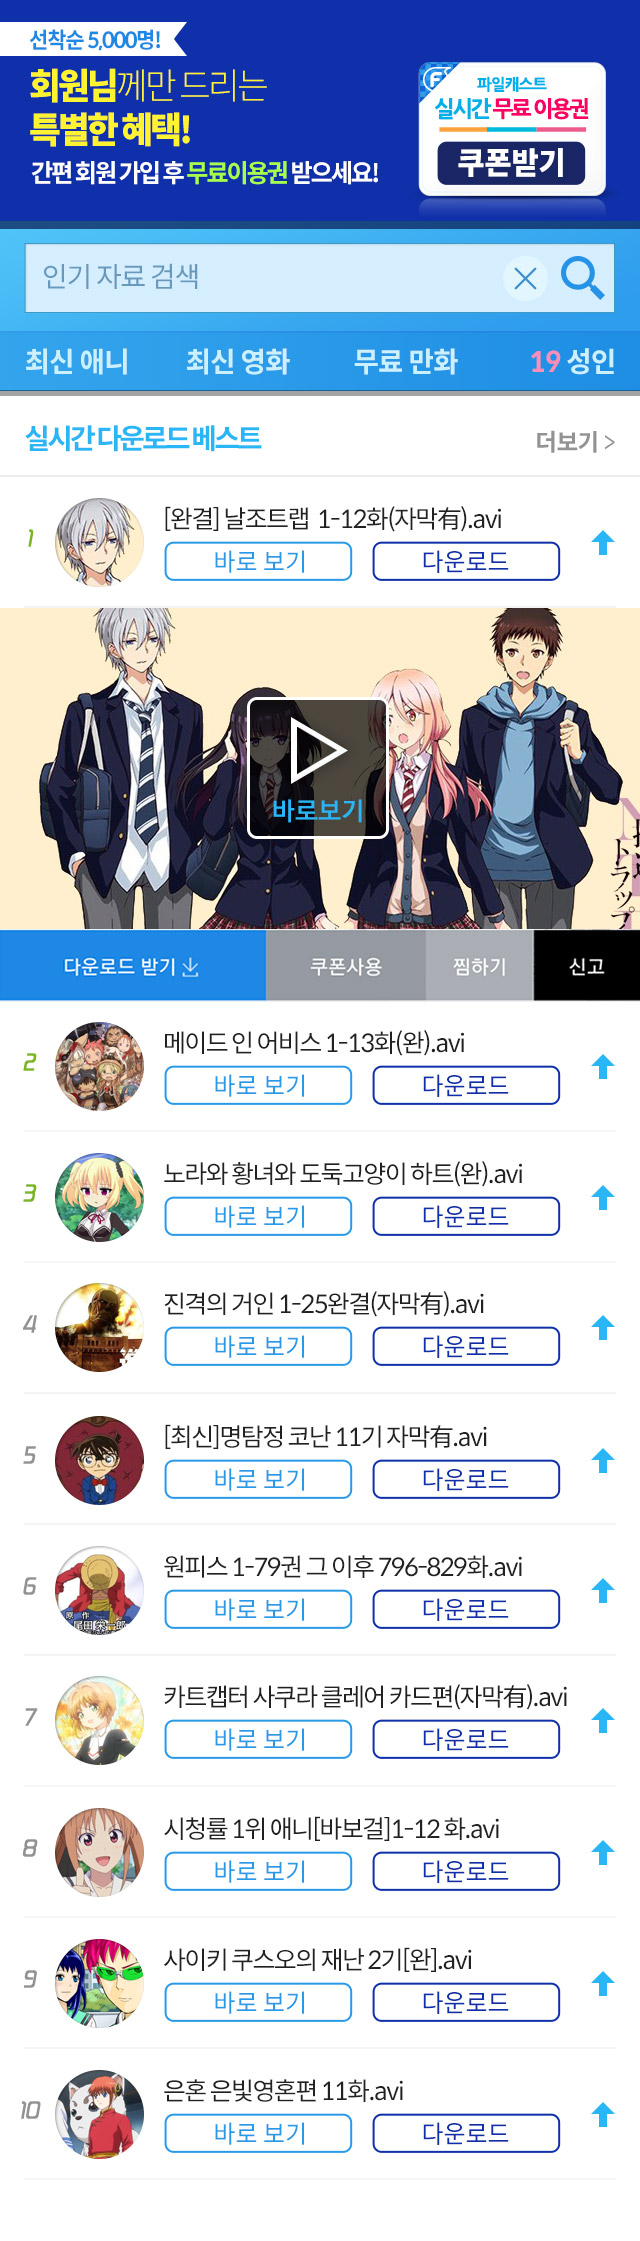 선착순 5,000명!
회원님께만 드리는
특별한 혜택!
간편 회원 가입 후 무료이용권 받으세요!
파일캐스트
실시간 무료 이용권
쿠폰받기
인기 자료 검색
최신 애니 최신 영화 무료 만화 19 성인
실시간 다운로드 베스트 더보기 >
1 [완결] 날조트랩 1-12화(자막有).avi
바로 보기 다운로드
바로보기
トラップ
다운로드 받기 쿠폰사용 찜하기 신고
2 메이드 인 어비스 1-13화(완).avi
바로 보기 다운로드
3 노라와 황녀와 도둑고양이 하트(완).avi
바로 보기 다운로드
4 진격의 거인 1-25완결(자막有).avi
바로 보기 다운로드
5 [최신]명탐정 코난 11기 자막有.avi
바로 보기 다운로드
6 원피스 1-79권 그 이후 796-829화.avi
原作
尾田栄一郎
바로 보기 다운로드
7 카트캡터 사쿠라 클레어 카드편(자막有).avi
바로 보기 다운로드
8 시청률 1위 애니[바보걸]1-12 화.avi
바로 보기 다운로드
9 사이키 쿠스오의 재난 2기[완].avi
바로 보기 다운로드
10 은혼 은빛영혼편 11화.avi
바로 보기 다운로드